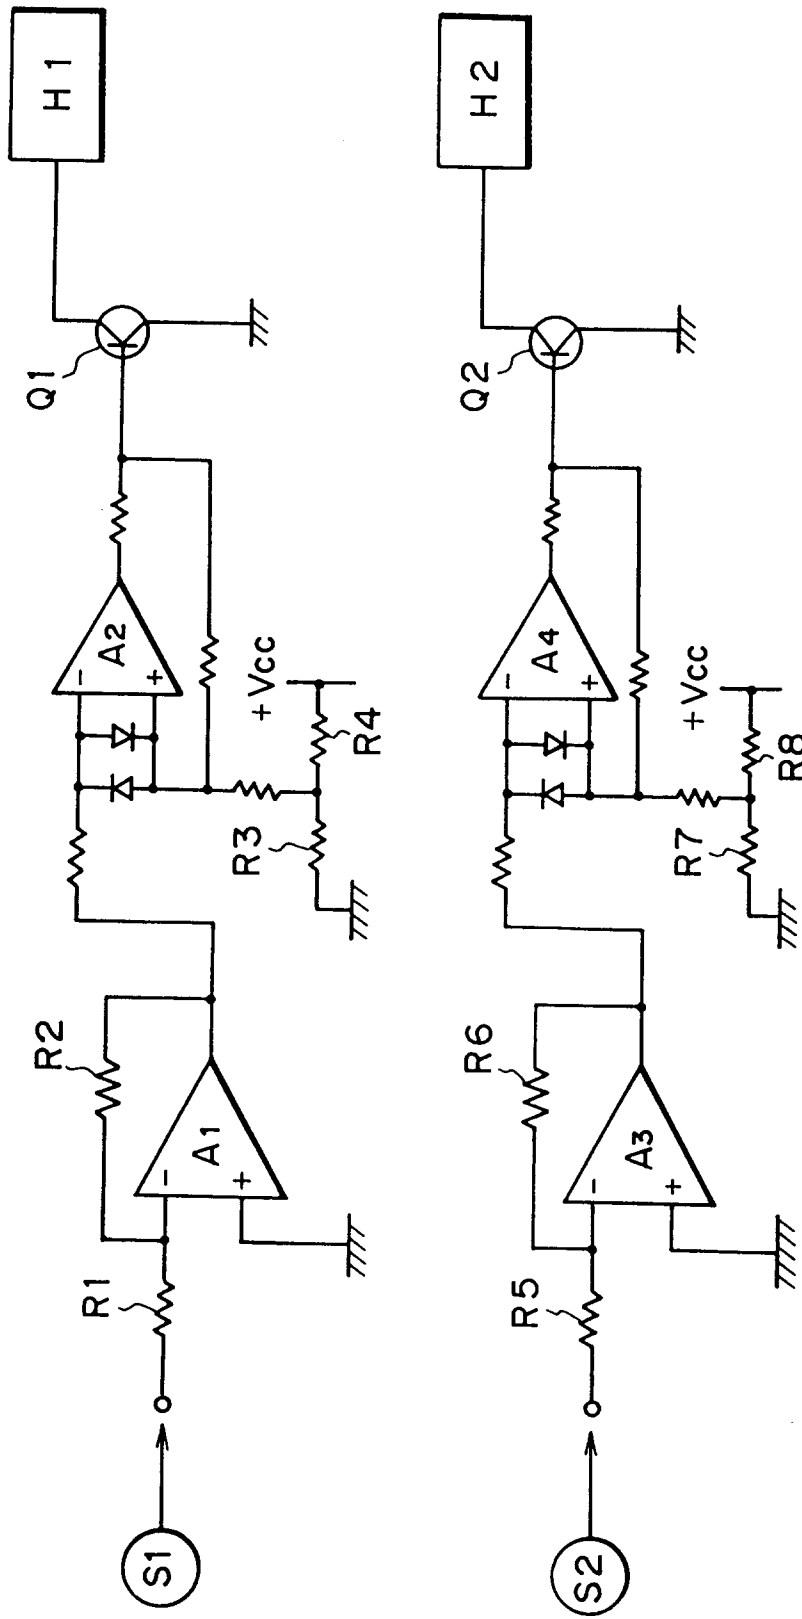 S1
R1
R2
A1
-
+
R3
R4
+Vcc
A2
-
+
Q1
H1
S2
R5
R6
A3
-
+
R7
R8
+Vcc
A4
-
+
Q2
H2